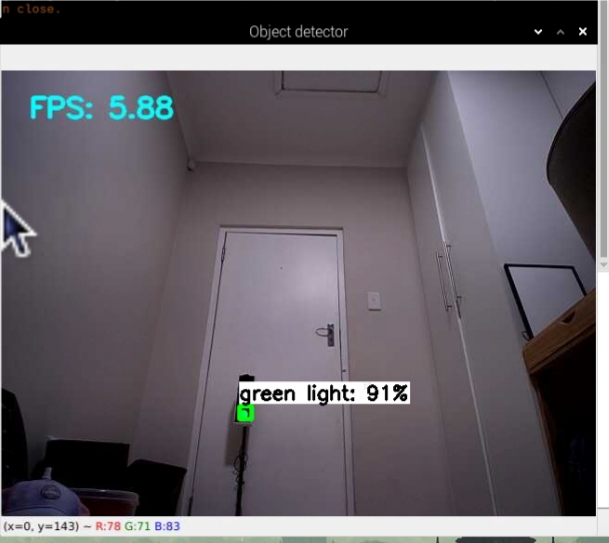 n close.
Object detector
FPS: 5.88
green light: 91%
(x=0, y=143) ~ R:78 G:71 B:83